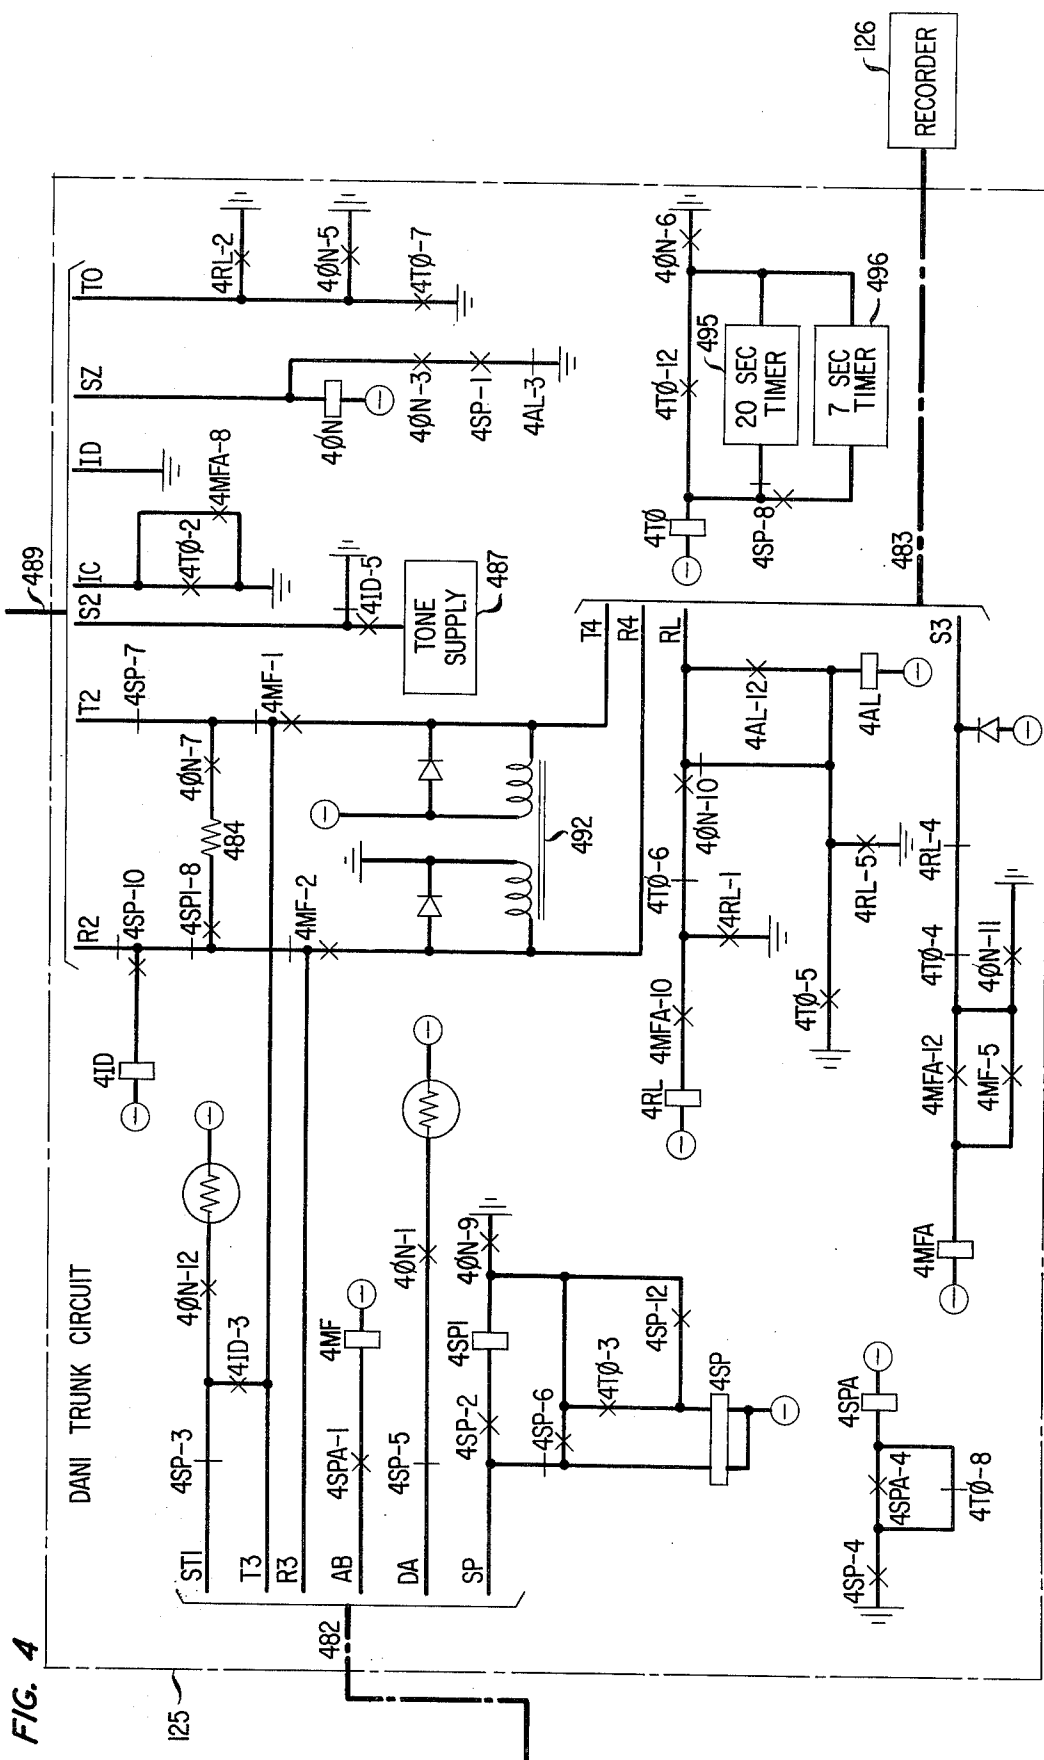 FIG. 4
125
DANI TRUNK CIRCUIT
489
R2
T2
S2
IC
ID
SZ
TO
4SP-10
4SP-7
4ID
4SP1-8
4ØN-7
484
4MF-1
4MF-2
492
4TØ-2
4MFA-8
4ID-5
TONE
SUPPLY
487
4ØN
4ØN-3
4SP-1
4AL-3
4RL-2
4ØN-5
4TØ-7
ST1
4SP-3
4ØN-12
4ID-3
T3
R3
AB
4SPA-1
4MF
DA
4SP-5
4ØN-1
SP
4SP-2
4SP1
4ØN-9
4SP-6
4TØ-3
4SP-12
4SP
482
4SP-4
4SPA-4
4SPA
4TØ-8
T4
R4
RL
S3
4RL
4MFA-10
4RL-1
4TØ-6
4ØN-10
4AL-12
4AL
4TØ-5
4RL-5
4MFA
4MFA-12
4MF-5
4TØ-4
4ØN-11
4RL-4
4TØ
4TØ-12
4ØN-6
4SP-8
20 SEC
TIMER
495
7 SEC
TIMER
496
483
RECORDER
126